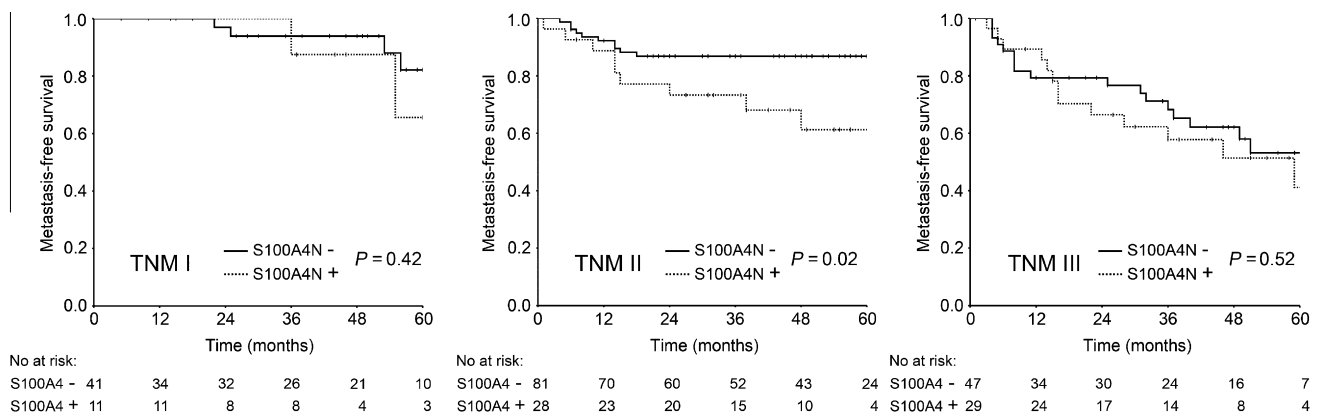 Metastasis-free survival
1.0
0.8
0.6
0.4
0.2
0.0
TNM I
S100A4N -
S100A4N +
P = 0.42
0 12 24 36 48 60
Time (months)
No at risk:
S100A4 - 41 34 32 26 21 10
S100A4 + 11 11 8 8 4 3
Metastasis-free survival
1.0
0.8
0.6
0.4
0.2
0.0
TNM II
S100A4N -
S100A4N +
P = 0.02
0 12 24 36 48 60
Time (months)
No at risk:
S100A4 - 81 70 60 52 43 24
S100A4 + 28 23 20 15 10 4
Metastasis-free survival
1.0
0.8
0.6
0.4
0.2
0.0
TNM III
S100A4N -
S100A4N +
P = 0.52
0 12 24 36 48 60
Time (months)
No at risk:
S100A4 - 47 34 30 24 16 7
S100A4 + 29 24 17 14 8 4